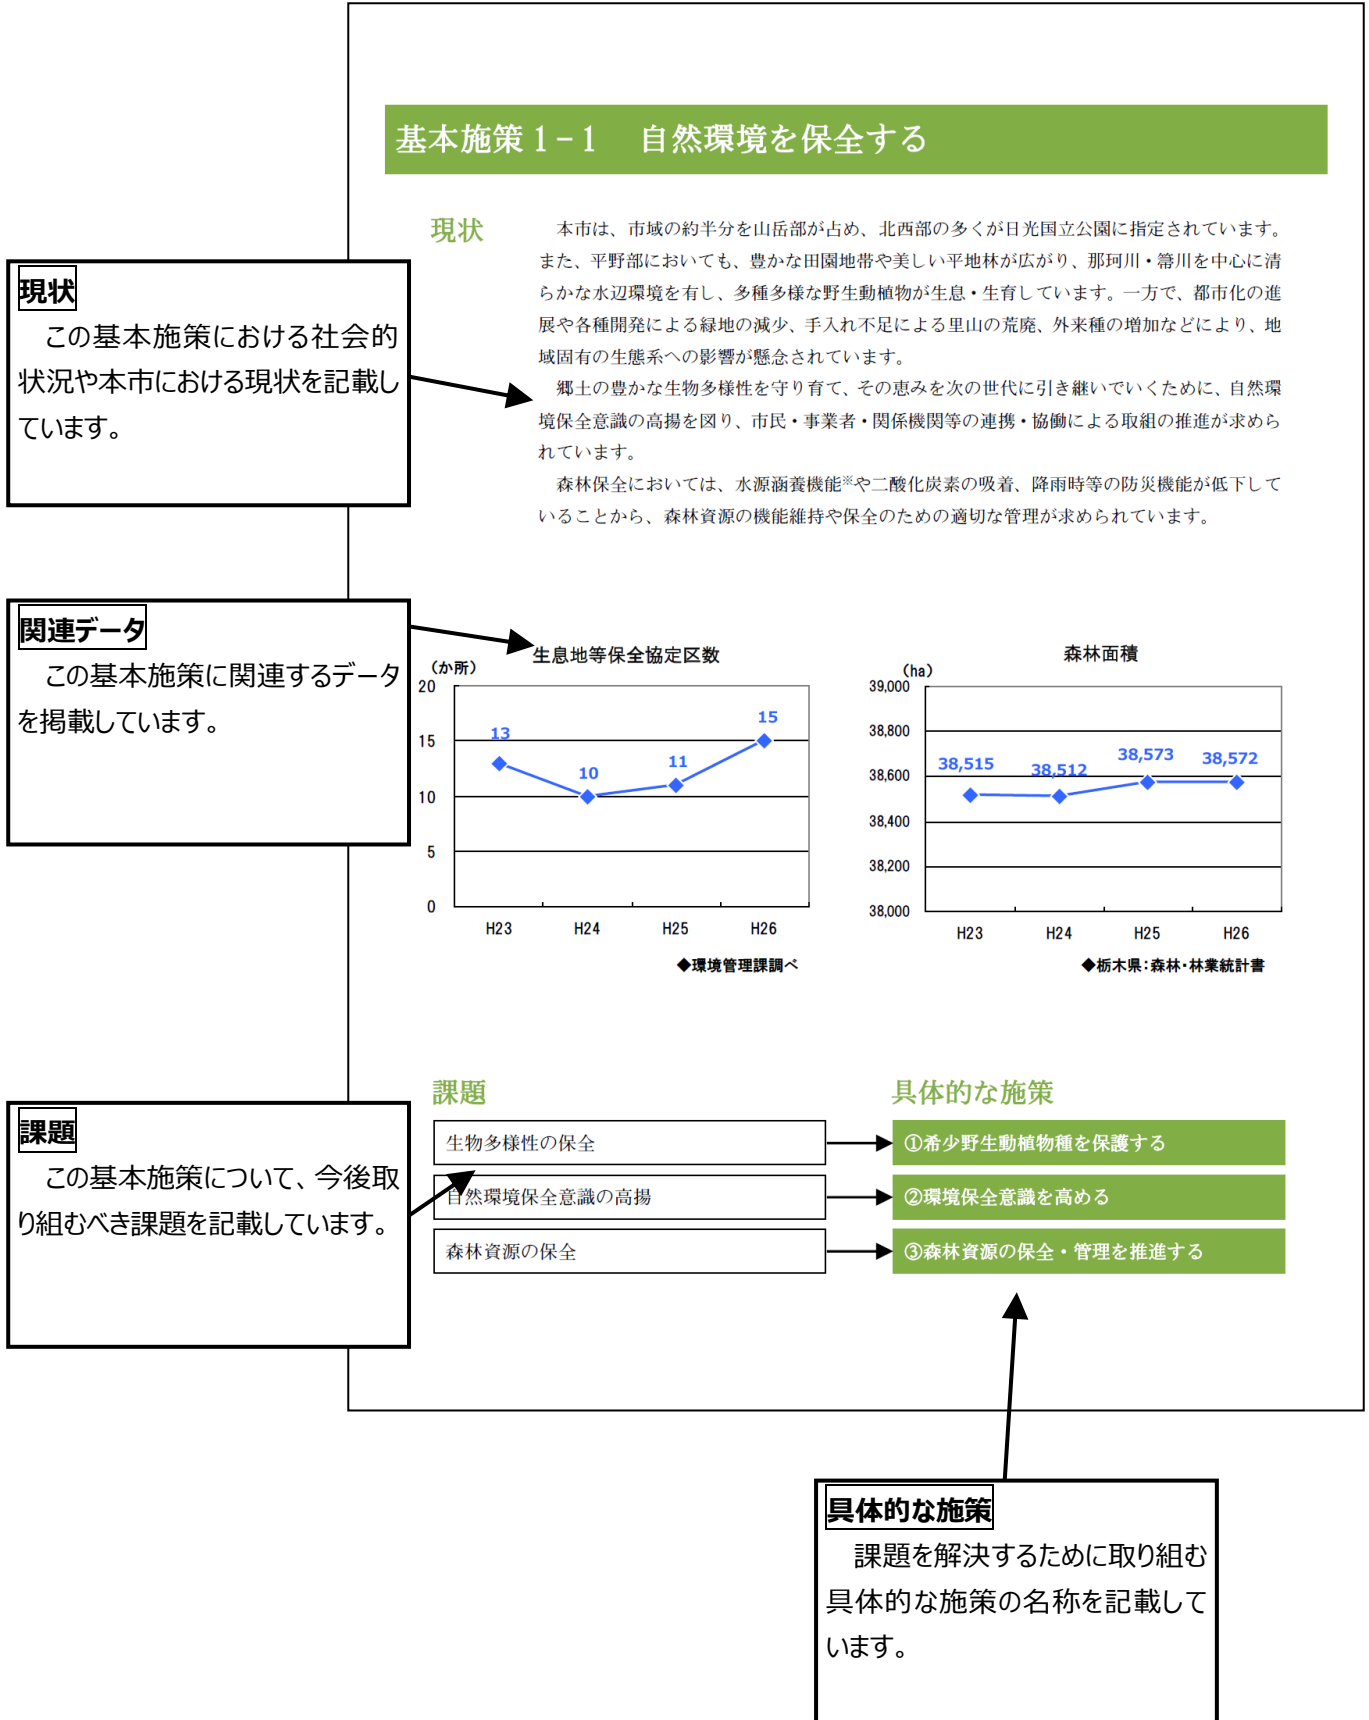 基本施策1-1　自然環境を保全する
現状
本市は、市域の約半分を山岳部が占め、北西部の多くが日光国立公園に指定されています。
また、平野部においても、豊かな田園地帯や美しい平地林が広がり、那珂川・箒川を中心に清
らかな水辺環境を有し、多種多様な野生動植物が生息・生育しています。一方で、都市化の進
展や各種開発による緑地の減少、手入れ不足による里山の荒廃、外来種の増加などにより、地
域固有の生態系への影響が懸念されています。
郷土の豊かな生物多様性を守り育て、その恵みを次の世代に引き継いでいくために、自然環
境保全意識の高揚を図り、市民・事業者・関係機関等の連携・協働による取組の推進が求めら
れています。
森林保全においては、水源涵養機能※や二酸化炭素の吸着、降雨時等の防災機能が低下して
いることから、森林資源の機能維持や保全のための適切な管理が求められています。
現状
この基本施策における社会的
状況や本市における現状を記載し
ています。
関連データ
この基本施策に関連するデータ
を掲載しています。
生息地等保全協定区数
（か所）
20
15
10
5
0
13
10
11
15
H23
H24
H25
H26
◆環境管理課調べ
森林面積
（ha）
39,000
38,800
38,600
38,400
38,200
38,000
38,515
38,512
38,573
38,572
H23
H24
H25
H26
◆栃木県：森林・林業統計書
課題
この基本施策について、今後取
り組むべき課題を記載しています。
課題
生物多様性の保全
自然環境保全意識の高揚
森林資源の保全
具体的な施策
①希少野生動植物種を保護する
②環境保全意識を高める
③森林資源の保全・管理を推進する
具体的な施策
課題を解決するために取り組む
具体的な施策の名称を記載して
います。